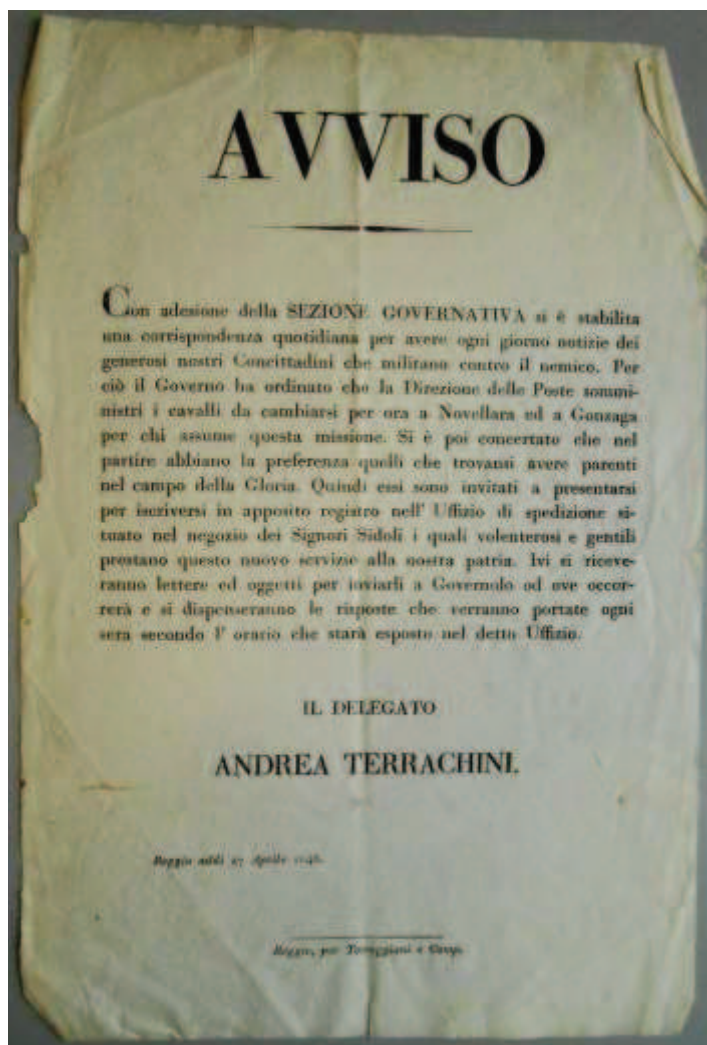 AVVISO
Con adesione della SEZIONE GOVERNATIVA si è stabilita
una corrispondenza quotidiana per avere ogni giorno notizie dei
generosi nostri Concittadini che militano contro il nemico. Per
ciò il Governo ha ordinato che la Direzione delle Poste sommi-
nistri i cavalli da cambiarsi per ora a Novellara ed a Gonzaga
per chi assume questa missione. Si è poi concertato che nel
partire abbiano la preferenza quelli che trovansi avere parenti
nel campo della Gloria. Quindi essi sono invitati a presentarsi
per iscriversi in apposito registro nell' Uffizio di spedizione si-
tuato nel negozio dei Signori Sidoli i quali volenterosi e gentili
prestano questo nuovo servizio alla nostra patria. Ivi si riceve-
ranno lettere ed oggetti per inviarli a Governolo od ove occor-
rerà e si dispenseranno le risposte che verranno portate ogni
sera secondo l' orario che starà esposto nel detto Uffizio.
IL DELEGATO
ANDREA TERRACHINI.
Reggio addì 27 Aprile
Reggio, per Torreggiani e Comp.